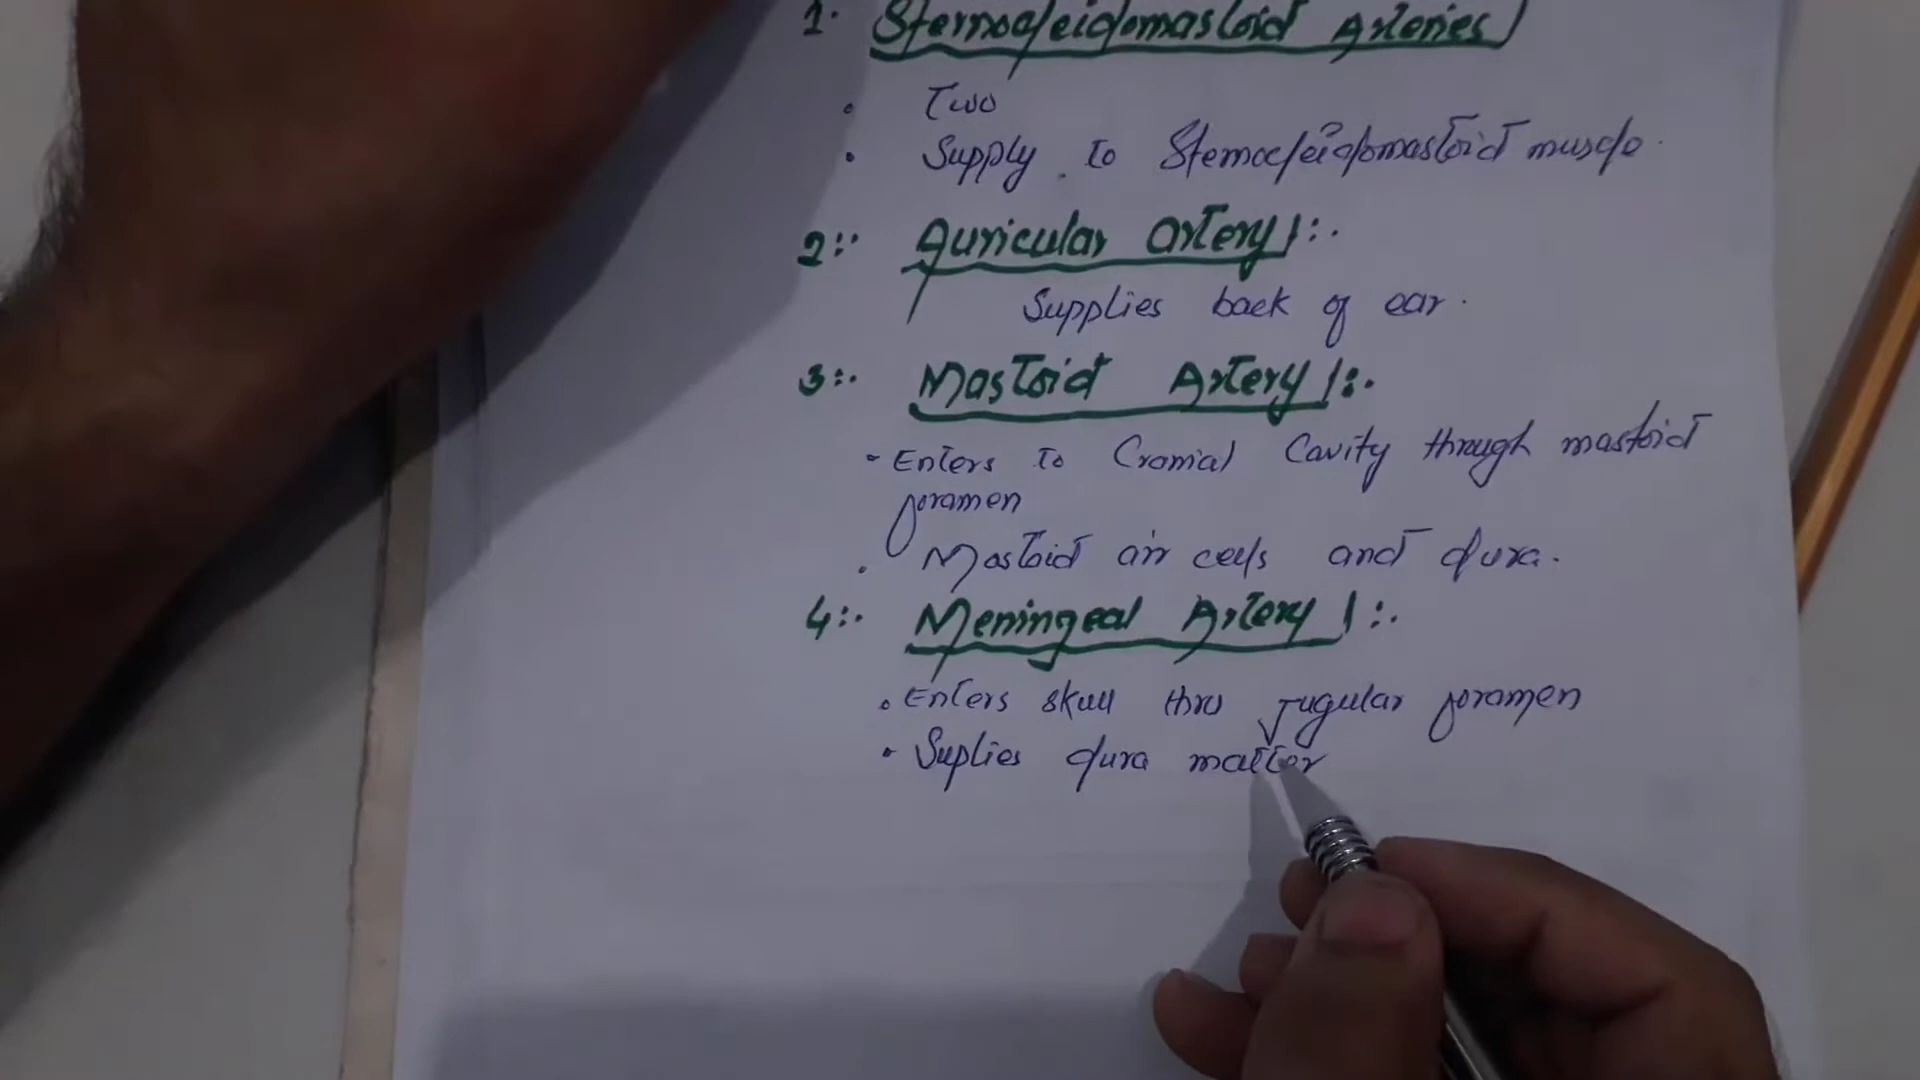 1. Sternocleidomastoid Arteries
• Two
• Supply to Sternocleidomastoid muscle.
2:· Auricular artery:·
Supplies back of ear.
3:· Mastoid Artery:·
- Enters to Cranial Cavity through mastoid
foramen
• Mastoid air cells and dura.
4:· Meningeal Artery:·
• Enters skull thru Jugular foramen
• Suplies dura matter